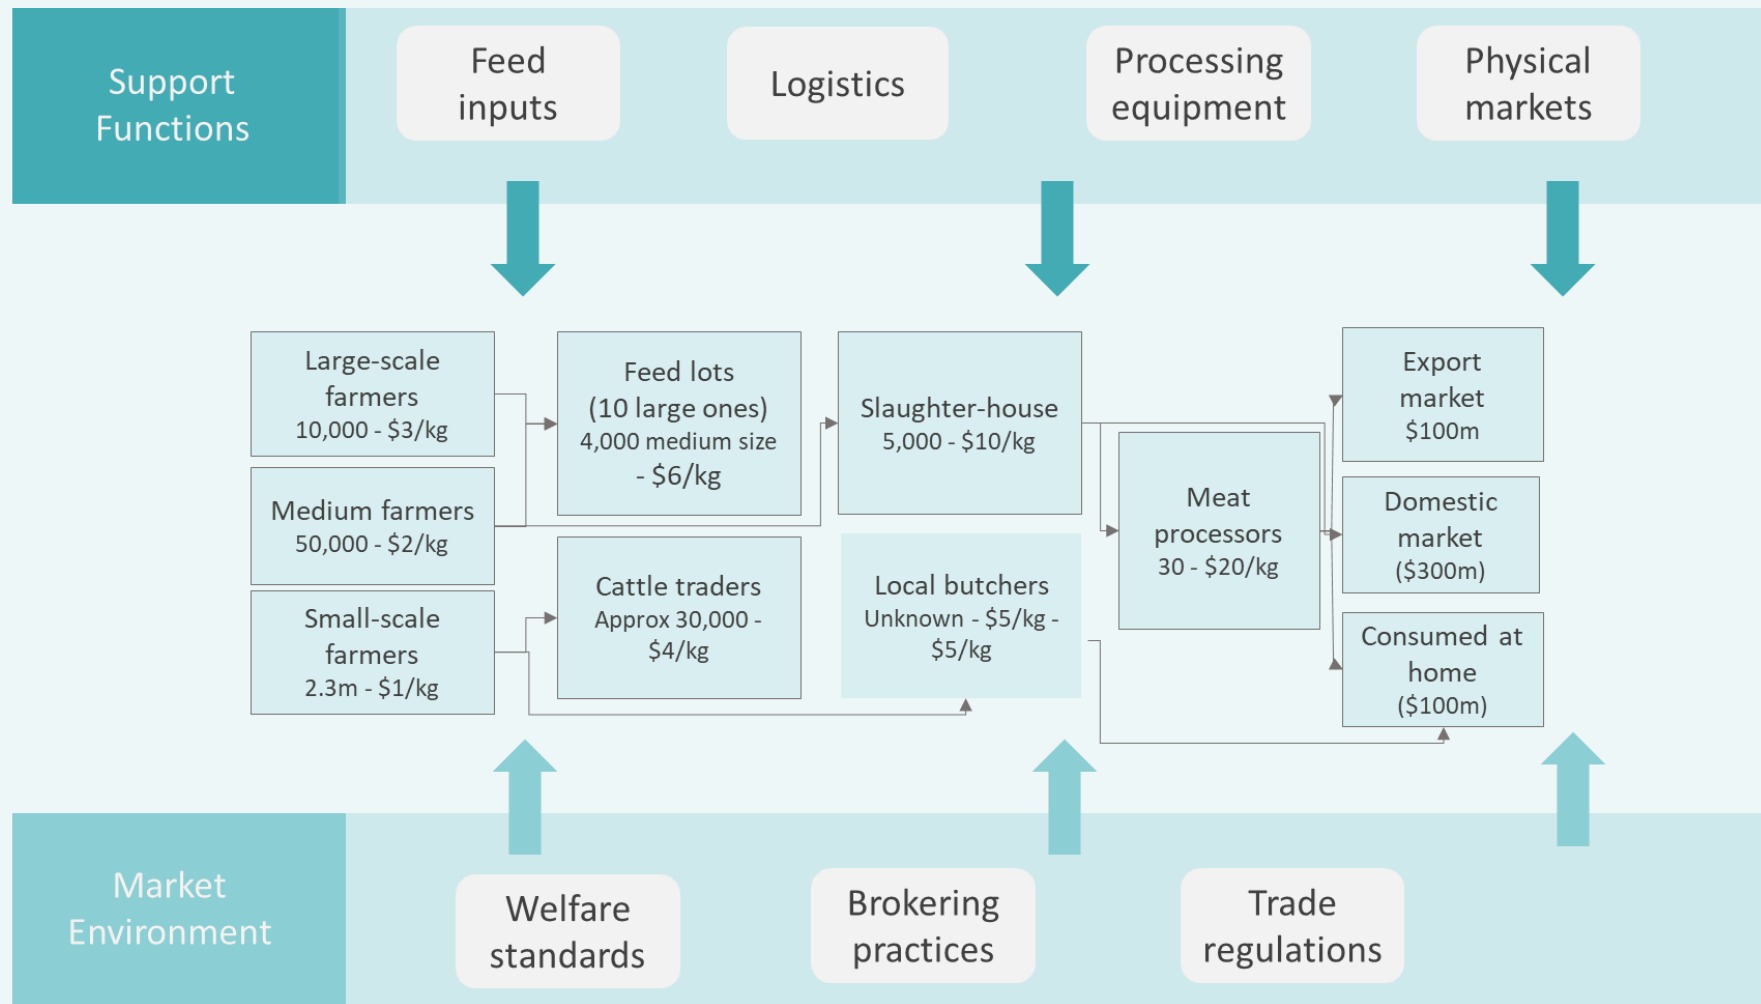 Support
Functions
Feed
inputs
Logistics
Processing
equipment
Physical
markets
Large-scale
farmers
10,000 - $3/kg
Medium farmers
50,000 - $2/kg
Small-scale
farmers
2.3m - $1/kg
Feed lots
(10 large ones)
4,000 medium size
- $6/kg
Cattle traders
Approx 30,000 -
$4/kg
Slaughter-house
5,000 - $10/kg
Local butchers
Unknown - $5/kg -
$5/kg
Meat
processors
30 - $20/kg
Export
market
$100m
Domestic
market
($300m)
Consumed at
home
($100m)
Market
Environment
Welfare
standards
Brokering
practices
Trade
regulations